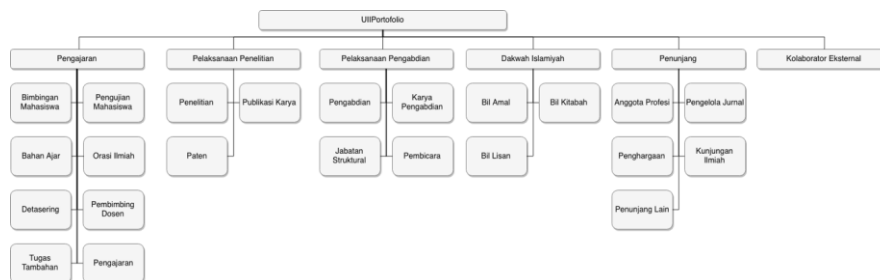 UIIPortofolio
Pengajaran
Pelaksanaan Penelitian
Pelaksanaan Pengabdian
Dakwah Islamiyah
Penunjang
Kolaborator Eksternal
Bimbingan
Mahasiswa
Pengujian
Mahasiswa
Penelitian
Publikasi Karya
Pengabdian
Karya
Pengabdian
Bil Amal
Bil Kitabah
Anggota Profesi
Pengelola Jurnal
Bahan Ajar
Orasi Ilmiah
Paten
Jabatan
Struktural
Pembicara
Bil Lisan
Penghargaan
Kunjungan
Ilmiah
Detasering
Pembimbing
Dosen
Penunjang Lain
Tugas
Tambahan
Pengajaran